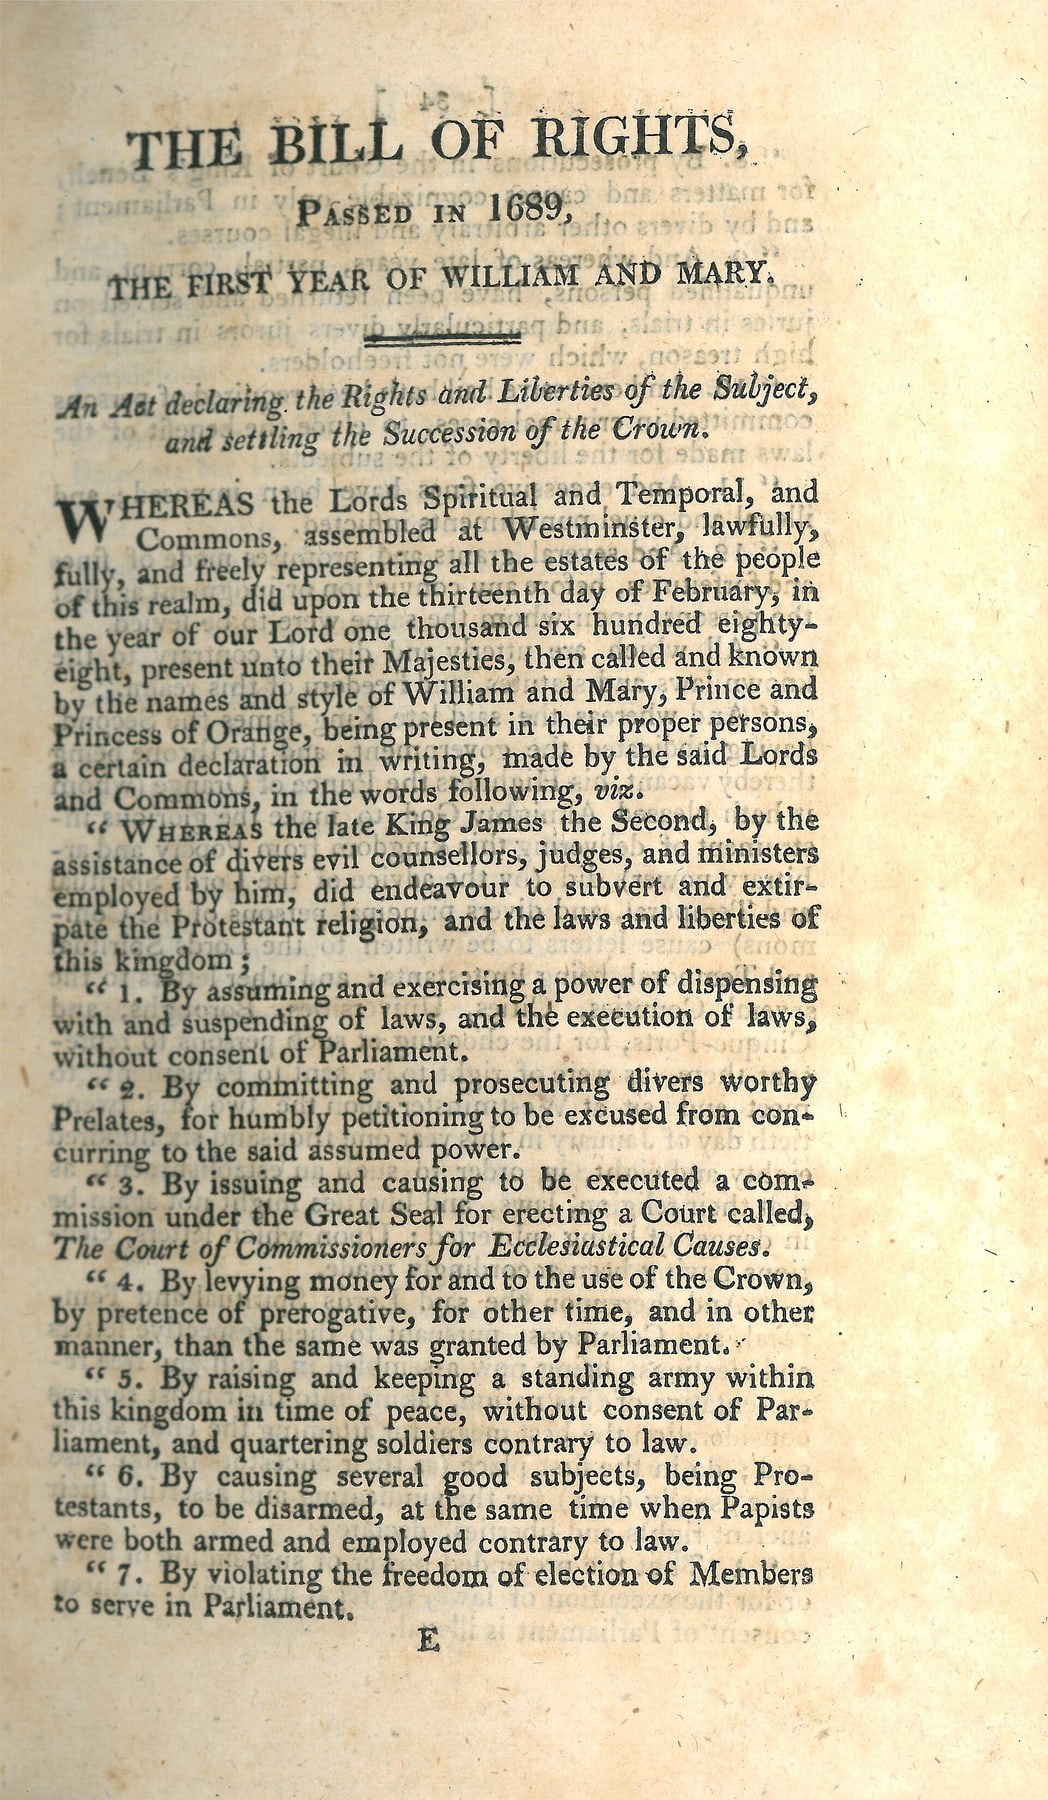 THE BILL OF RIGHTS,
PASSED IN 1689,
THE FIRST YEAR OF WILLIAM AND MARY.
An Act declaring the Rights and Liberties of the Subject,
and settling the Succession of the Crown.
WHEREAS the Lords Spiritual and Temporal, and
Commons, assembled at Westminster, lawfully,
fully, and freely representing all the estates of the people
of this realm, did upon the thirteenth day of February, in
the year of our Lord one thousand six hundred eighty-
eight, present unto their Majesties, then called and known
by the names and style of William and Mary, Prince and
Princess of Orange, being present in their proper persons,
a certain declaration in writing, made by the said Lords
and Commons, in the words following, viz.
“ WHEREAS the late King James the Second, by the
assistance of divers evil counsellors, judges, and ministers
employed by him, did endeavour to subvert and extir-
pate the Protestant religion, and the laws and liberties of
this kingdom;
“ 1. By assuming and exercising a power of dispensing
with and suspending of laws, and the execution of laws,
without consent of Parliament.
“ 2. By committing and prosecuting divers worthy
Prelates, for humbly petitioning to be excused from con-
curring to the said assumed power.
“ 3. By issuing and causing to be executed a com-
mission under the Great Seal for erecting a Court called,
The Court of Commissioners for Ecclesiastical Causes.
“ 4. By levying money for and to the use of the Crown,
by pretence of prerogative, for other time, and in other
manner, than the same was granted by Parliament.
“ 5. By raising and keeping a standing army within
this kingdom in time of peace, without consent of Par-
liament, and quartering soldiers contrary to law.
“ 6. By causing several good subjects, being Pro-
testants, to be disarmed, at the same time when Papists
were both armed and employed contrary to law.
“ 7. By violating the freedom of election of Members
to serve in Parliament.
E